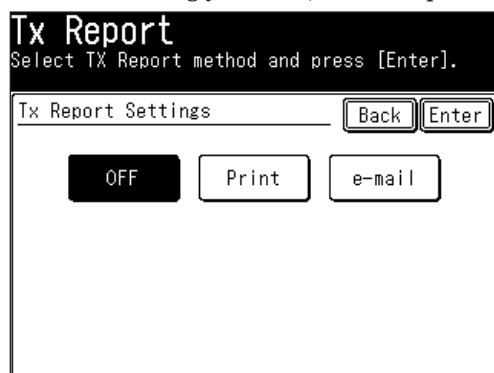 Tx Report
Select TX Report method and press [Enter].
Tx Report Settings Back Enter
OFF Print e-mail